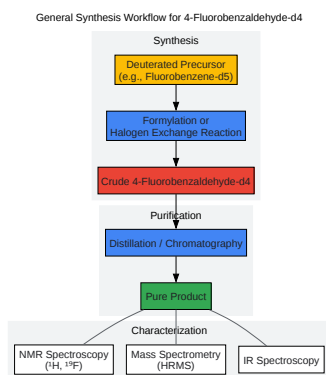 General Synthesis Workflow for 4-Fluorobenzaldehyde-d4
Synthesis
Deuterated Precursor
(e.g., Fluorobenzene-d5)
Formylation or
Halogen Exchange Reaction
Crude 4-Fluorobenzaldehyde-d4
Purification
Distillation / Chromatography
Pure Product
Characterization
NMR Spectroscopy
(¹H, ¹⁹F)
Mass Spectrometry
(HRMS)
IR Spectroscopy